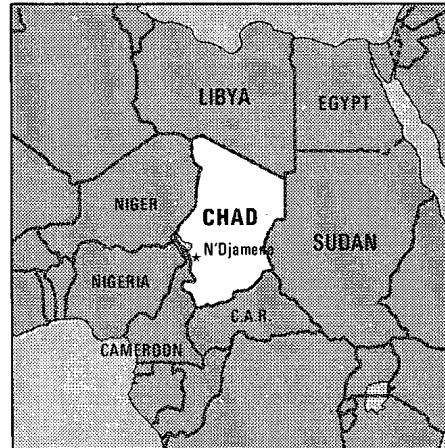 LIBYA
EGYPT
NIGER
CHAD
N'Djamena
SUDAN
NIGERIA
C.A.R.
CAMEROON